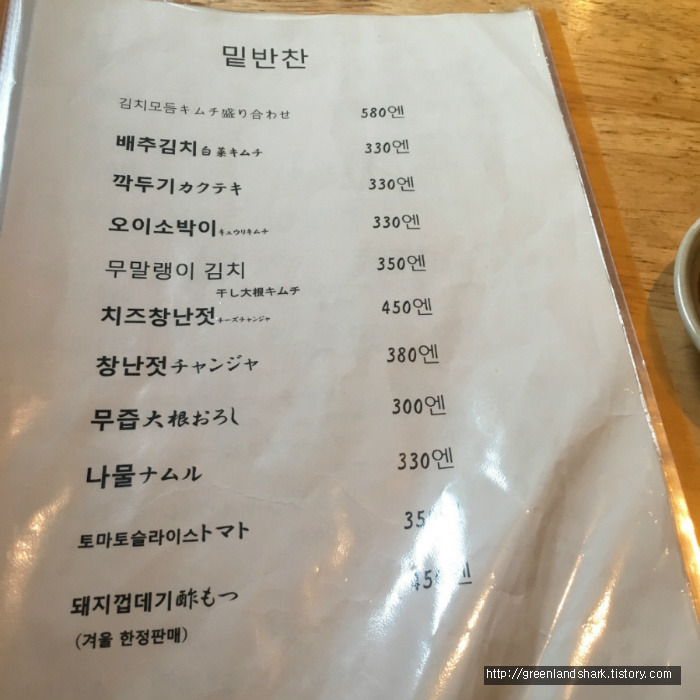 밑반찬
김치모듬キムチ盛り合わせ 580엔
배추김치白菜キムチ 330엔
깍두기カクテキ 330엔
오이소박이キュウリキムチ 330엔
무말랭이 김치 350엔
干し大根キムチ
치즈창난젓チーズチャンジャ 450엔
창난젓チャンジャ 380엔
무즙大根おろし 300엔
나물ナムル 330엔
토마토슬라이스トマト
돼지껍데기酢もつ
(겨울 한정판매)
http://greenlandshark.tistory.com